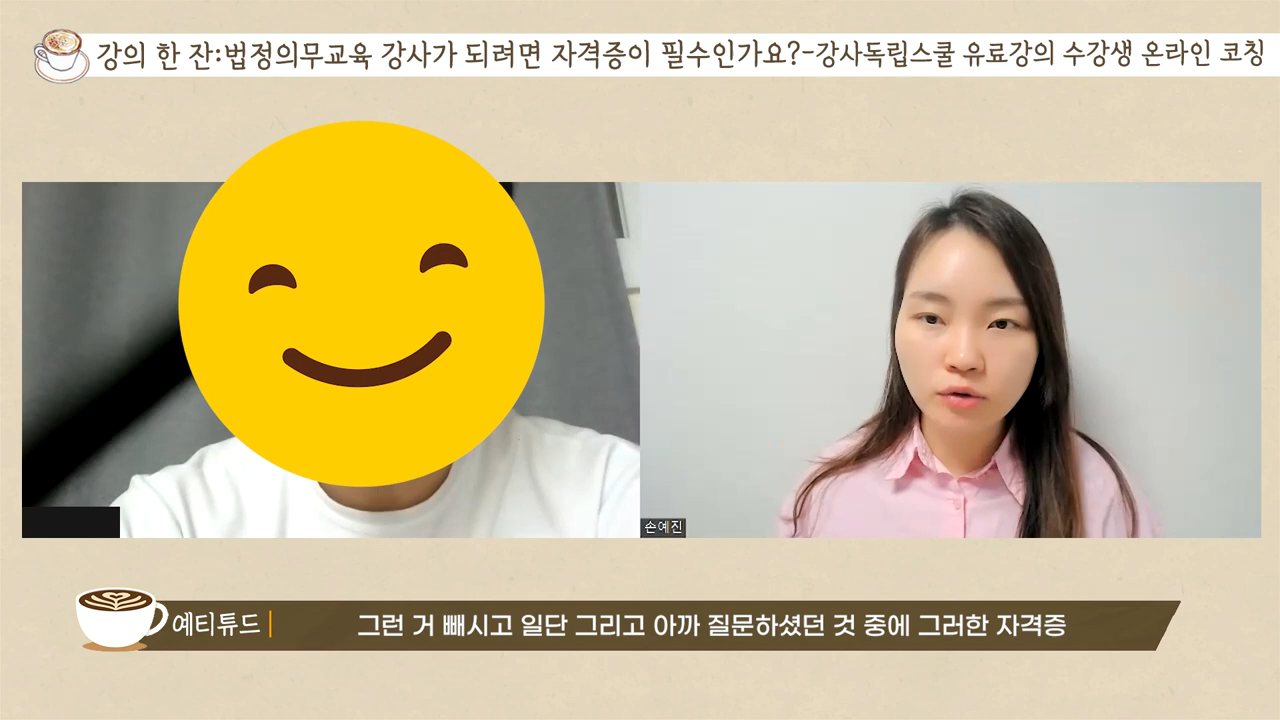 강의 한 잔:법정의무교육 강사가 되려면 자격증이 필수인가요?-강사독립스쿨 유료강의 수강생 온라인 코칭
손예진
예티튜드
그런 거 빼시고 일단 그리고 아까 질문하셨던 것 중에 그러한 자격증